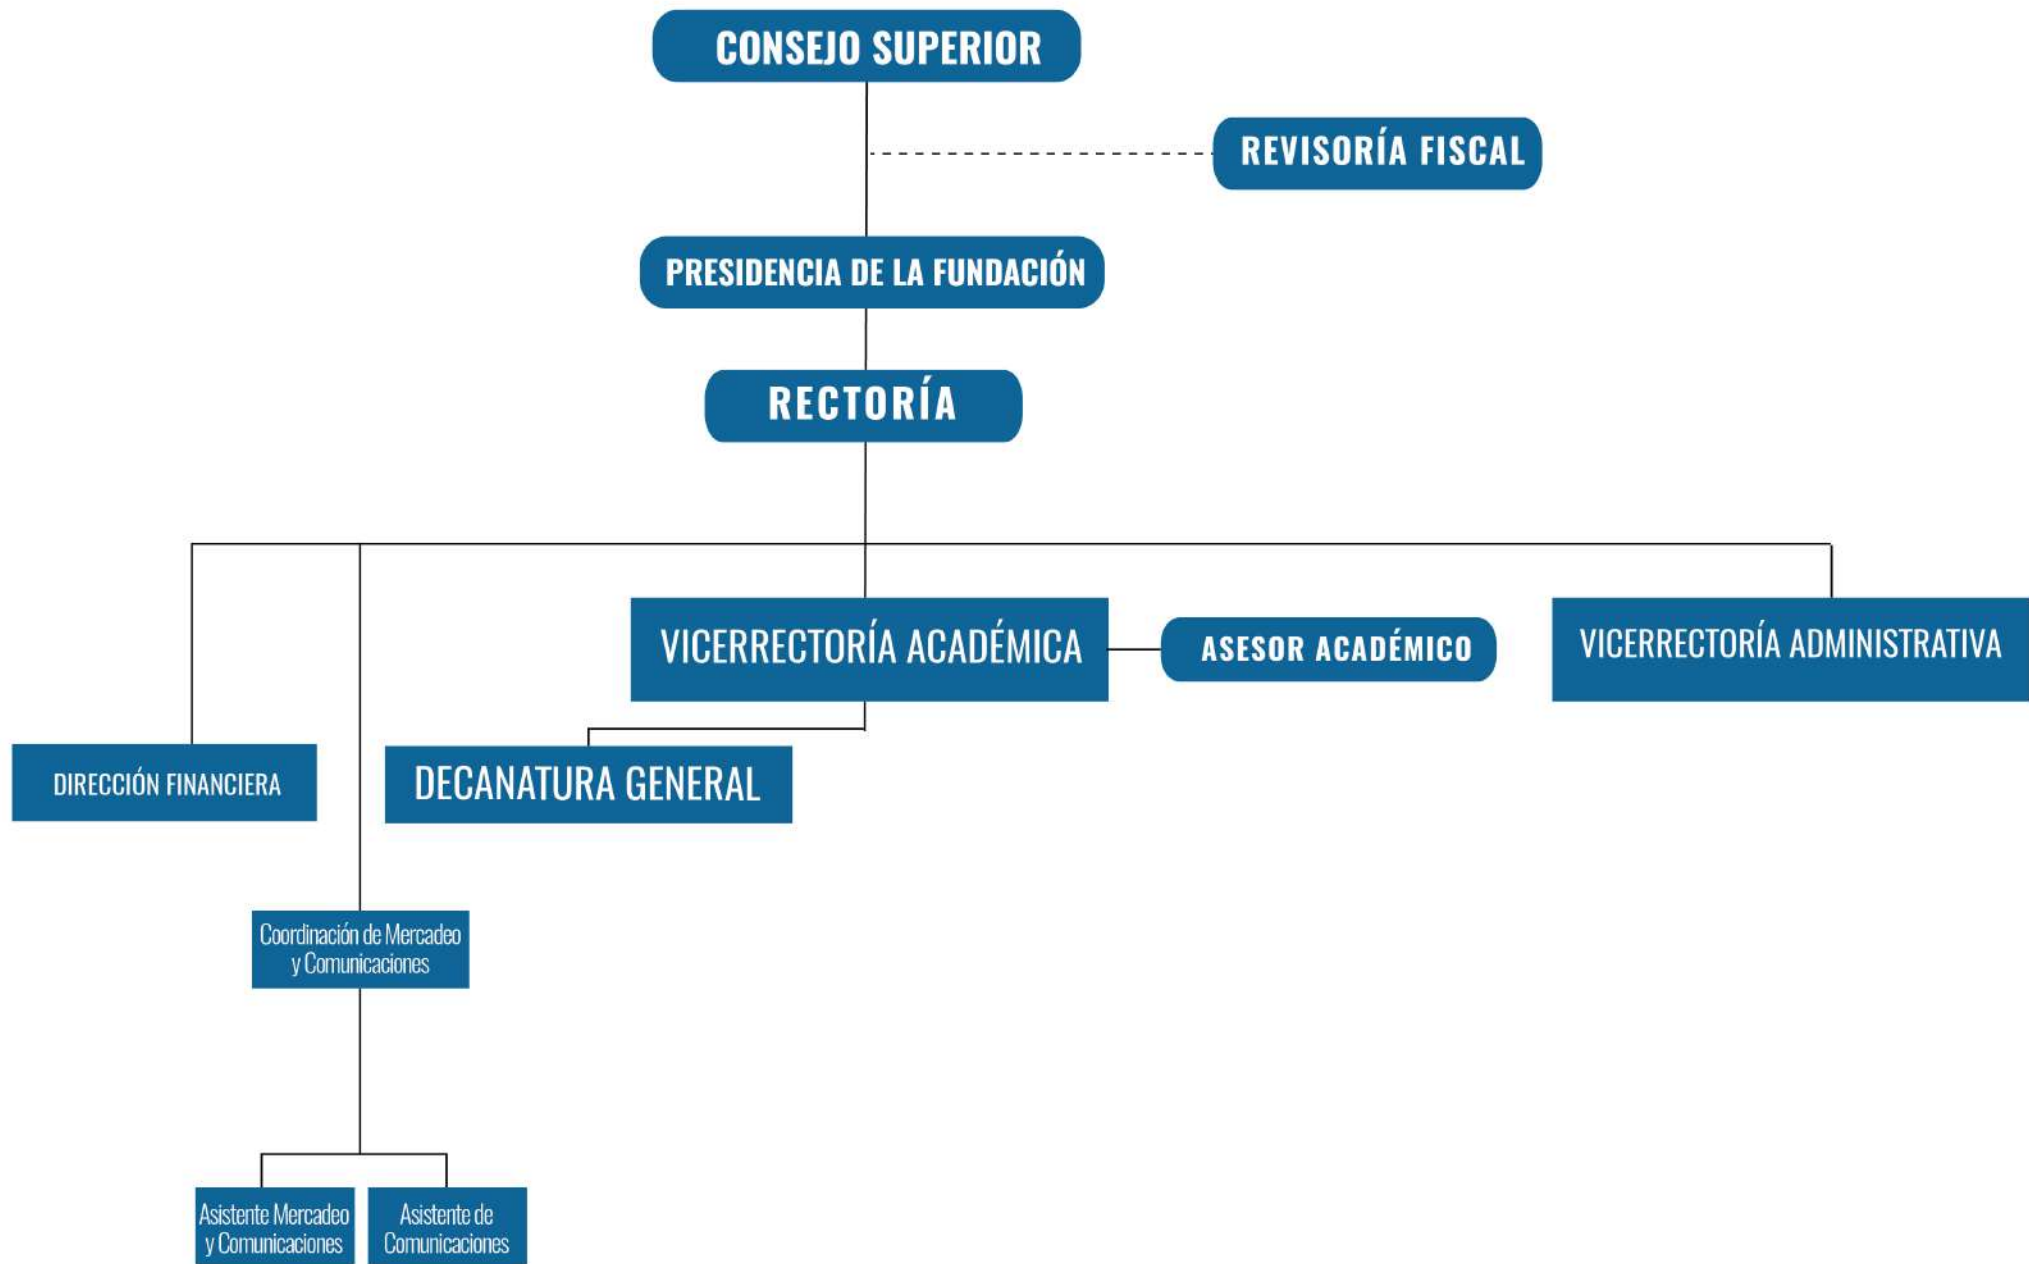 CONSEJO SUPERIOR
REVISORÍA FISCAL
PRESIDENCIA DE LA FUNDACIÓN
RECTORÍA
VICERRECTORÍA ACADÉMICA
ASESOR ACADÉMICO
VICERRECTORÍA ADMINISTRATIVA
DIRECCIÓN FINANCIERA
DECANATURA GENERAL
Coordinación de Mercadeo
y Comunicaciones
Asistente Mercadeo
y Comunicaciones
Asistente de
Comunicaciones